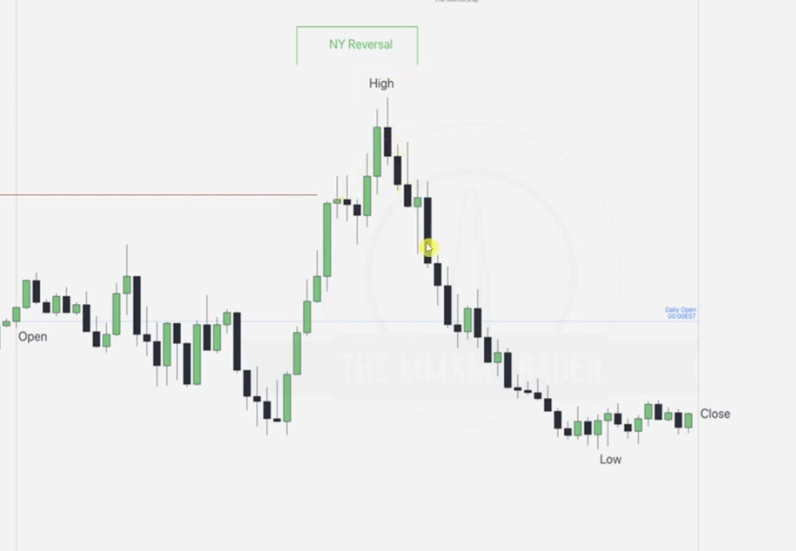 NY Reversal
High
Daily Open
00:00EST
Open
THE MMXM TRADER
Close
Low